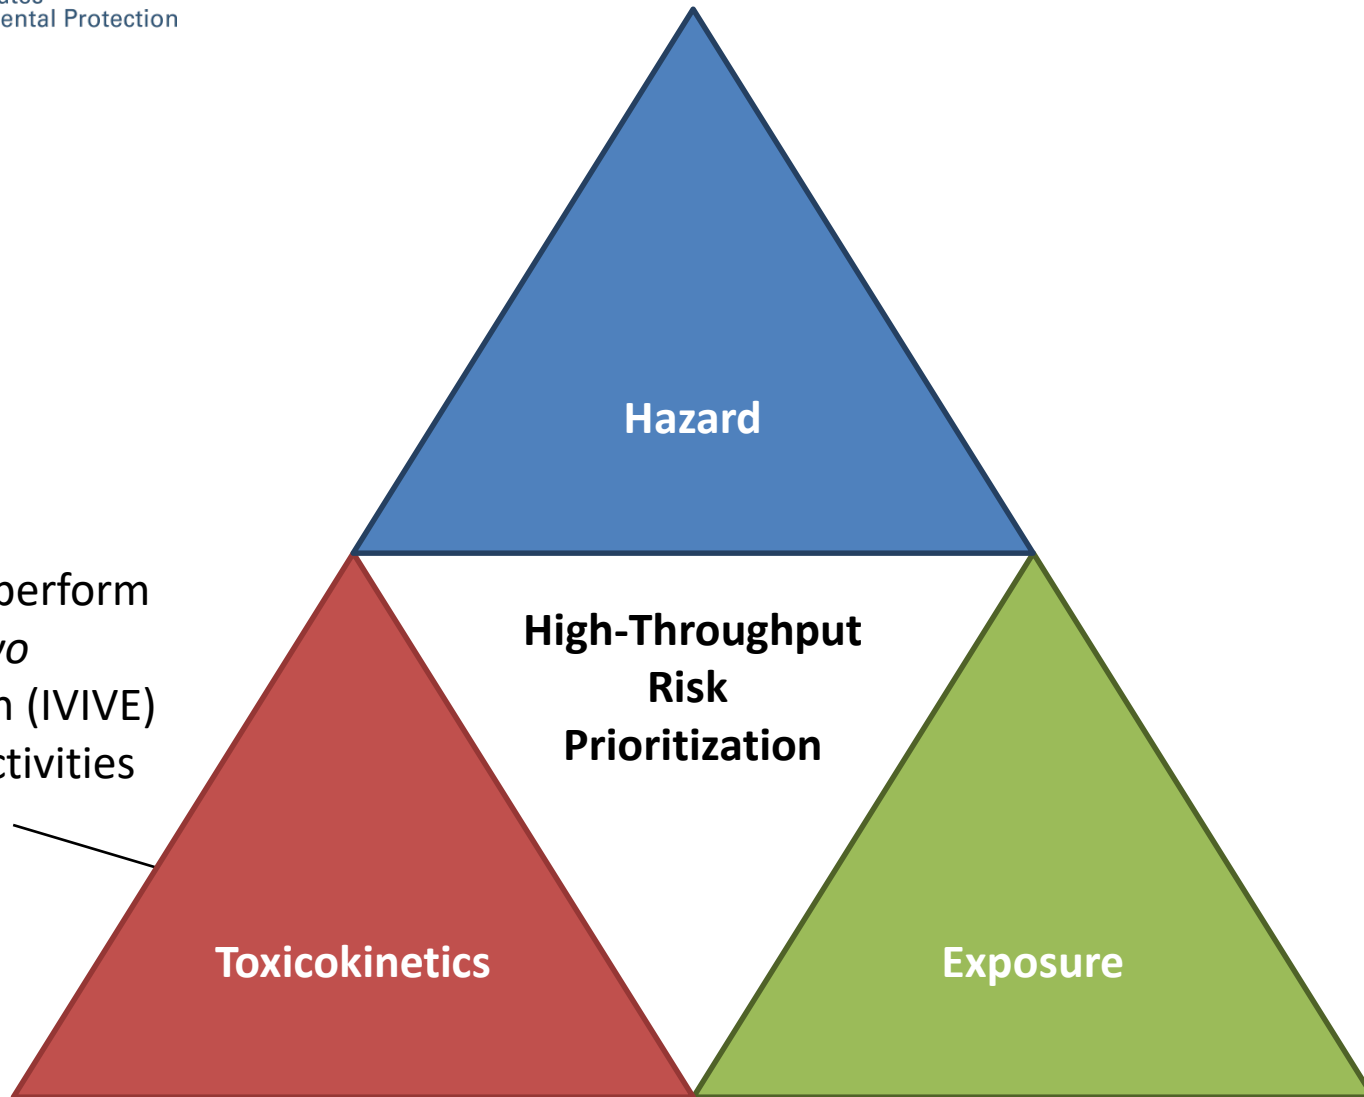 ental Protection
Hazard
perform
High-Throughput
Risk
(IVIVE)
Prioritization
ctivities
Toxicokinetics
Exposure